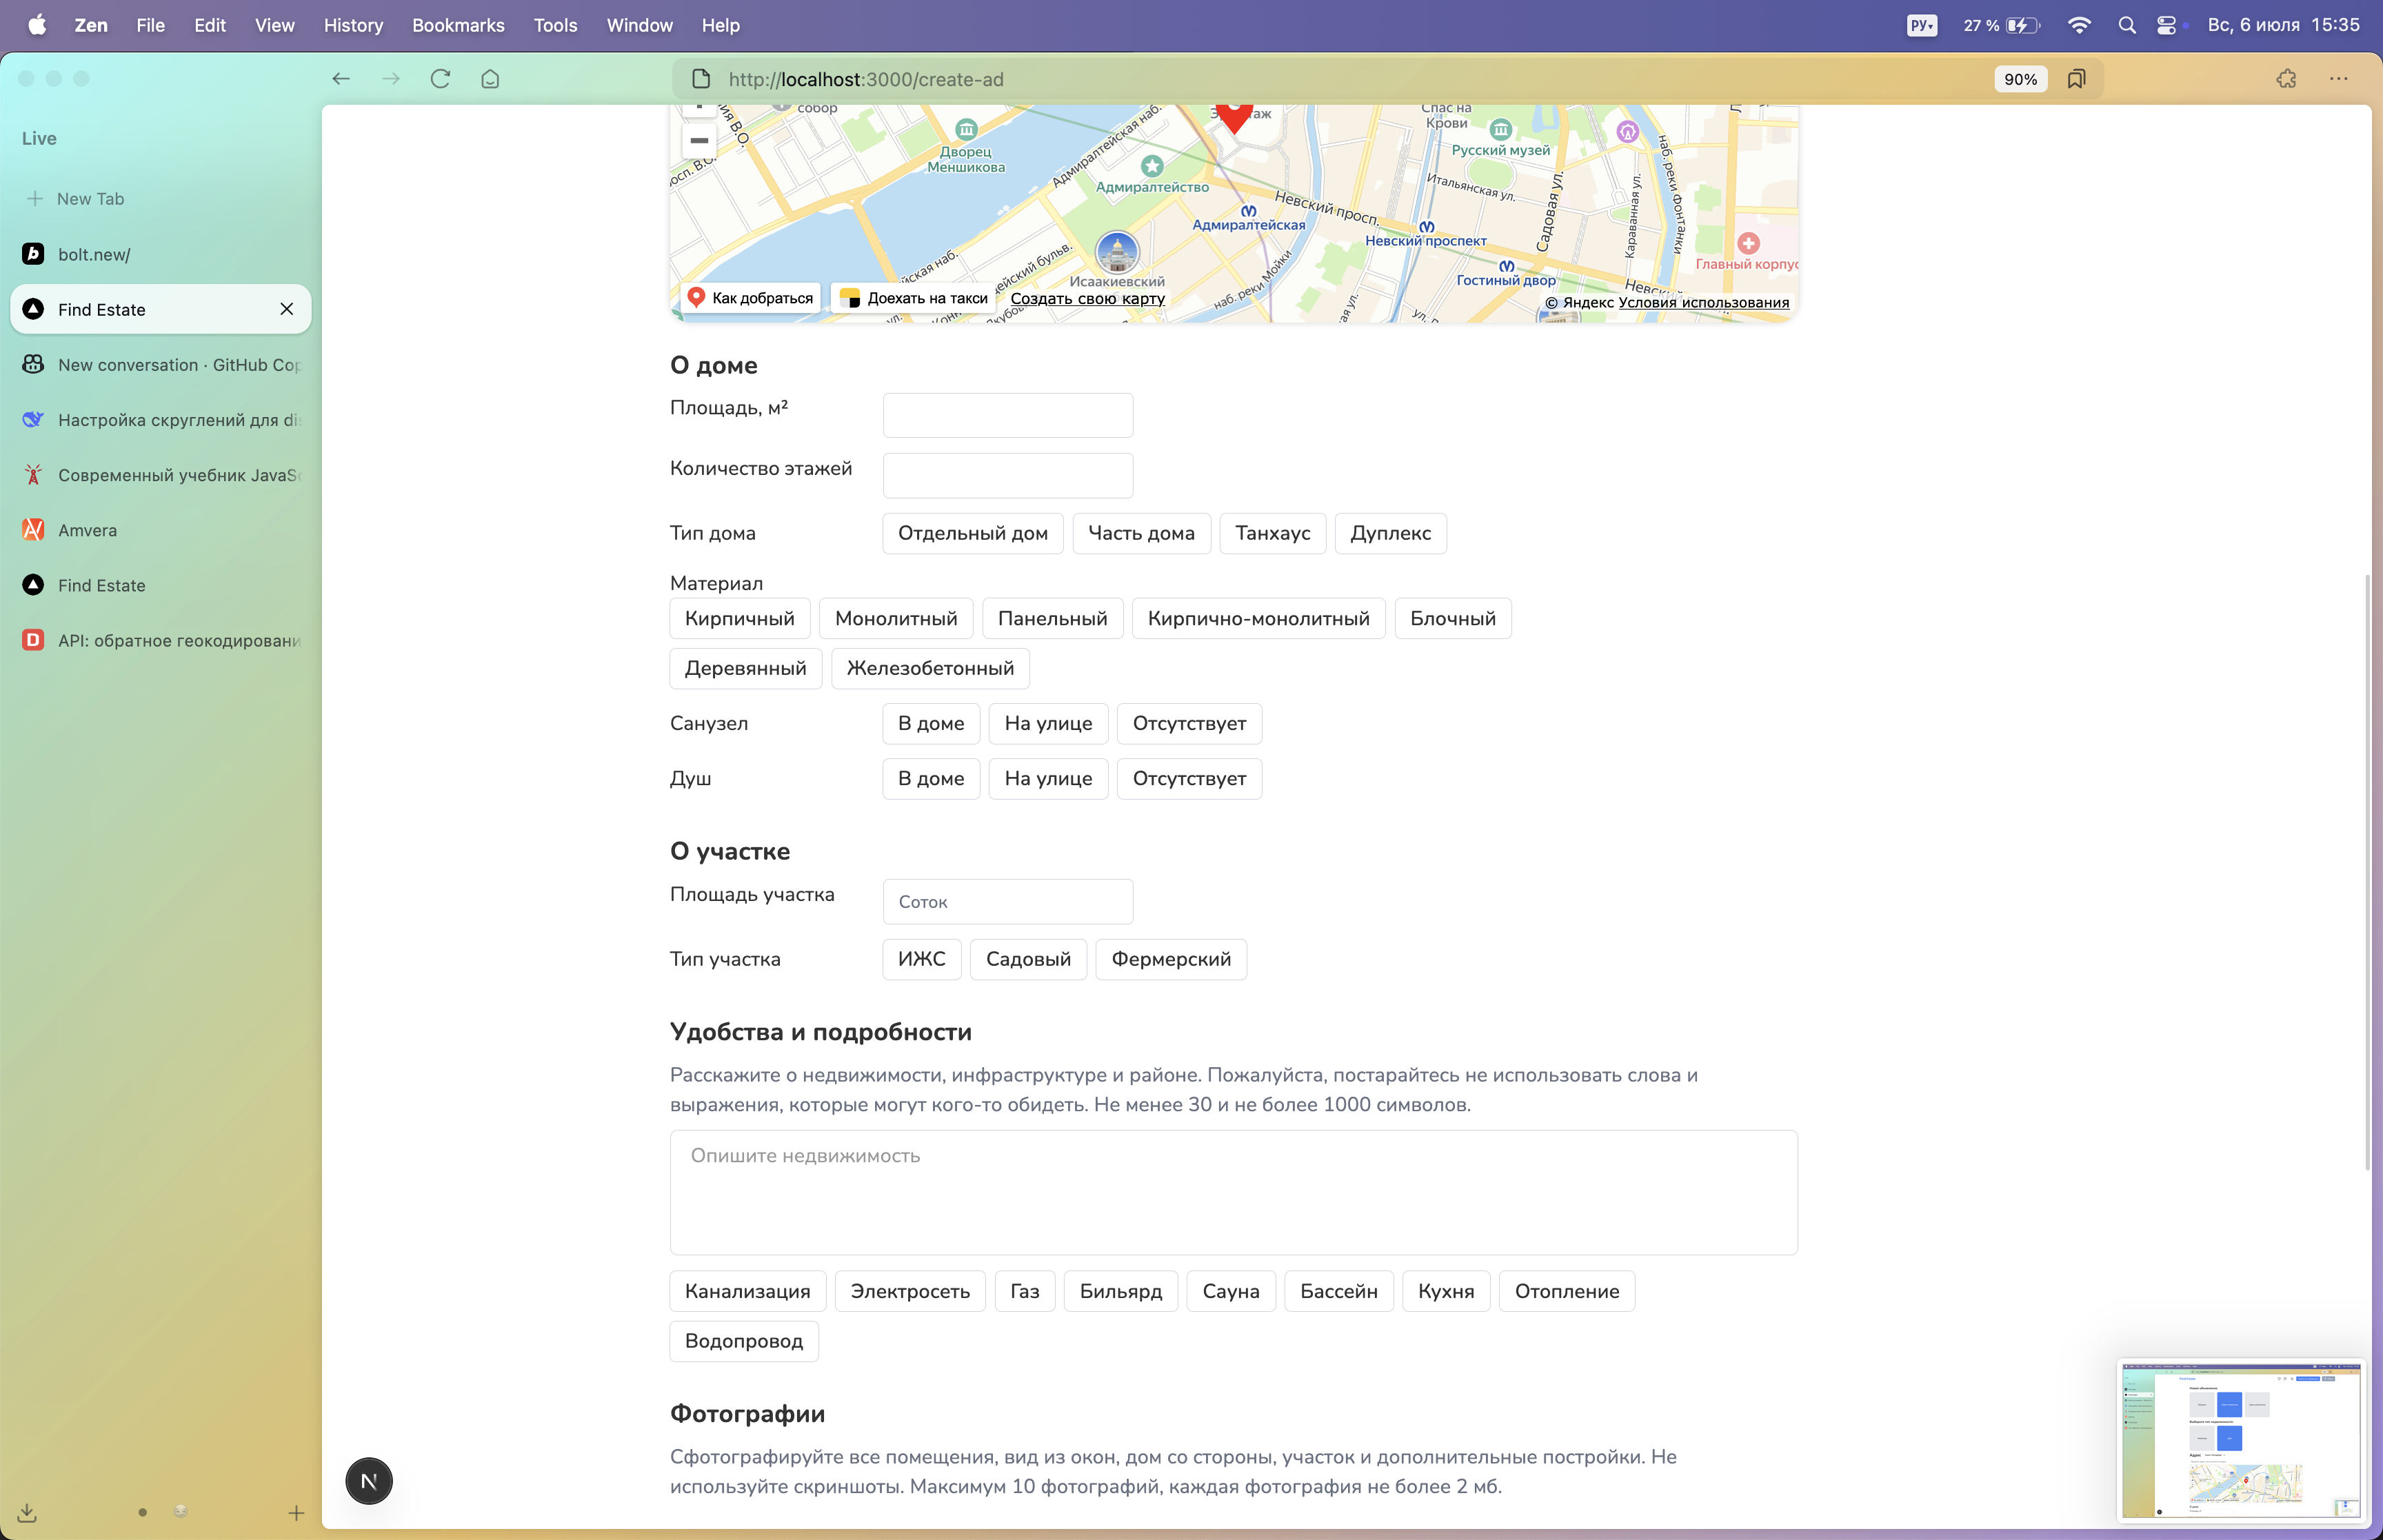 Zen File Edit View History Bookmarks Tools Window Help
РУ 27 % Вс, 6 июля 15:35
http://localhost:3000/create-ad
90%
Live
New Tab
bolt.new/
Find Estate
New conversation · GitHub Cop
Настройка скруглений для dis
Современный учебник JavaSc
Amvera
Find Estate
API: обратное геокодировани
собор
Дворец
Меншикова
Адмиралтейская наб.
Адмиралтейство
Спас на
Крови
Русский музей
Итальянская ул.
Садовая ул.
Караванная ул.
наб. реки Фонтанки
Невский просп.
Адмиралтейская
Невский проспект
Гостиный двор
Главный корпус
Исаакиевский
наб. реки Мойки
Как добраться
Доехать на такси
Создать свою карту
© Яндекс Условия использования
О доме
Площадь, м²
Количество этажей
Тип дома Отдельный дом Часть дома Танхаус Дуплекс
Материал
Кирпичный Монолитный Панельный Кирпично-монолитный Блочный
Деревянный Железобетонный
Санузел В доме На улице Отсутствует
Душ В доме На улице Отсутствует
О участке
Площадь участка Соток
Тип участка ИЖС Садовый Фермерский
Удобства и подробности
Расскажите о недвижимости, инфраструктуре и районе. Пожалуйста, постарайтесь не использовать слова и
выражения, которые могут кого-то обидеть. Не менее 30 и не более 1000 символов.
Опишите недвижимость
Канализация Электросеть Газ Бильярд Сауна Бассейн Кухня Отопление
Водопровод
Фотографии
Сфотографируйте все помещения, вид из окон, дом со стороны, участок и дополнительные постройки. Не
используйте скриншоты. Максимум 10 фотографий, каждая фотография не более 2 мб.
N